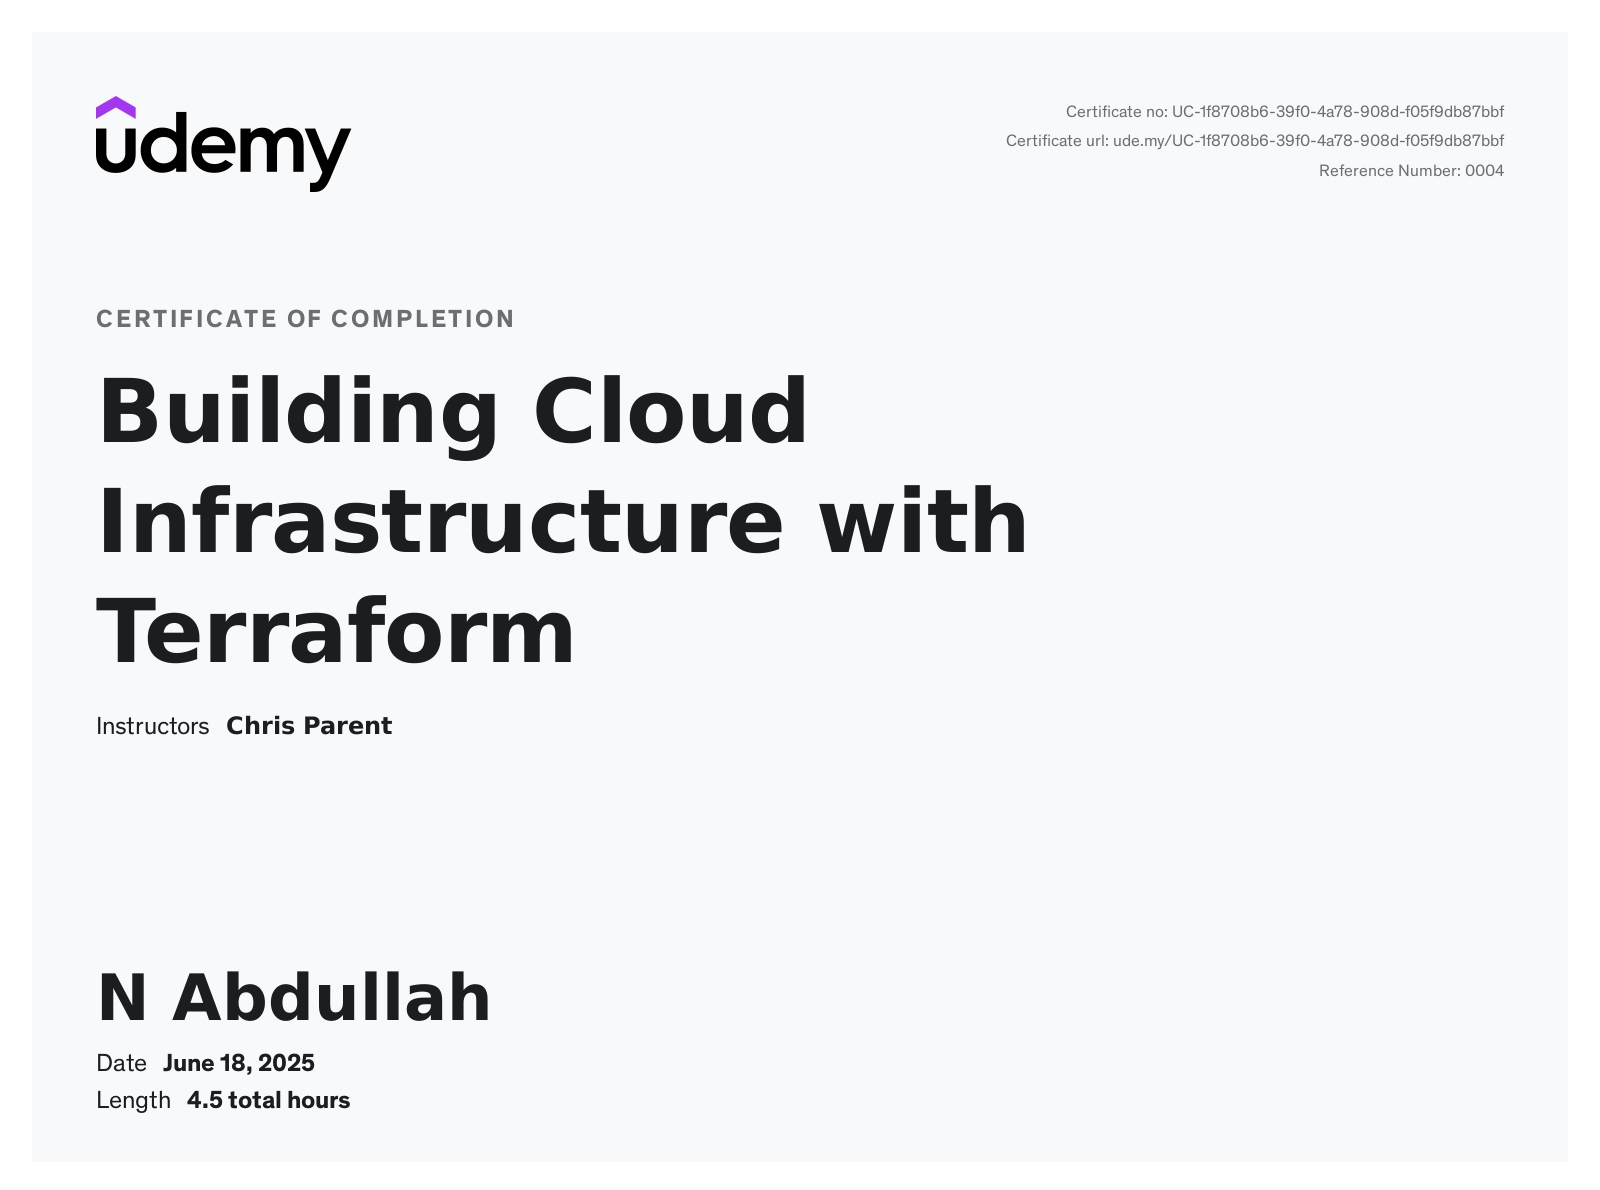 udemy
Certificate no: UC-1f8708b6-39f0-4a78-908d-f05f9db87bbf
Certificate url: ude.my/UC-1f8708b6-39f0-4a78-908d-f05f9db87bbf
Reference Number: 0004
CERTIFICATE OF COMPLETION
Building Cloud
Infrastructure with
Terraform
Instructors Chris Parent
N Abdullah
Date June 18, 2025
Length 4.5 total hours